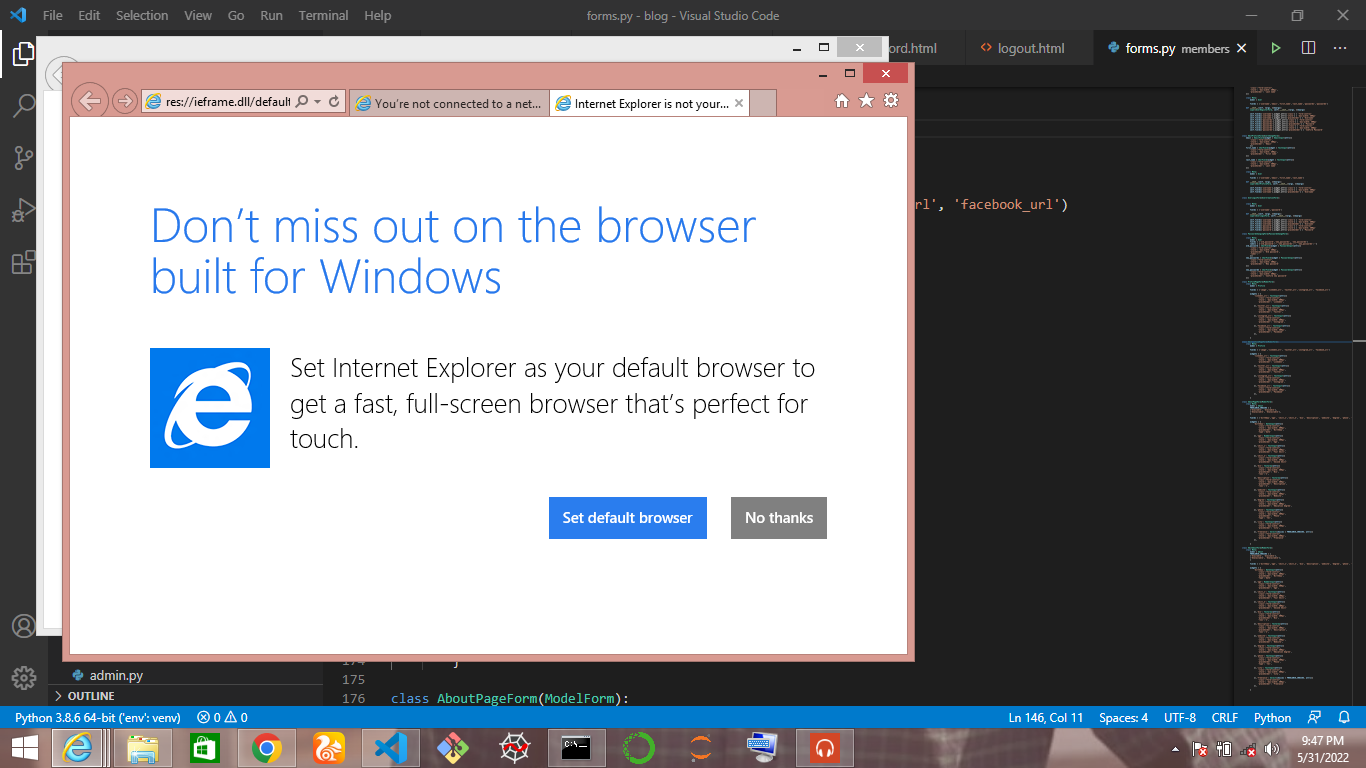 File Edit Selection View Go Run Terminal Help
forms.py - blog - Visual Studio Code
ord.html
logout.html
forms.py members
res://ieframe.dll/default
You're not connected to a net...
Internet Explorer is not your...
Don't miss out on the browser
built for Windows
Set Internet Explorer as your default browser to
get a fast, full-screen browser that's perfect for
touch.
Set default browser
No thanks
rl', 'facebook_url')
174 }
175
176 class AboutPageForm(ModelForm):
admin.py
OUTLINE
Python 3.8.6 64-bit ('env': venv) 0 0 Ln 146, Col 11 Spaces: 4 UTF-8 CRLF Python
9:47 PM
5/31/2022